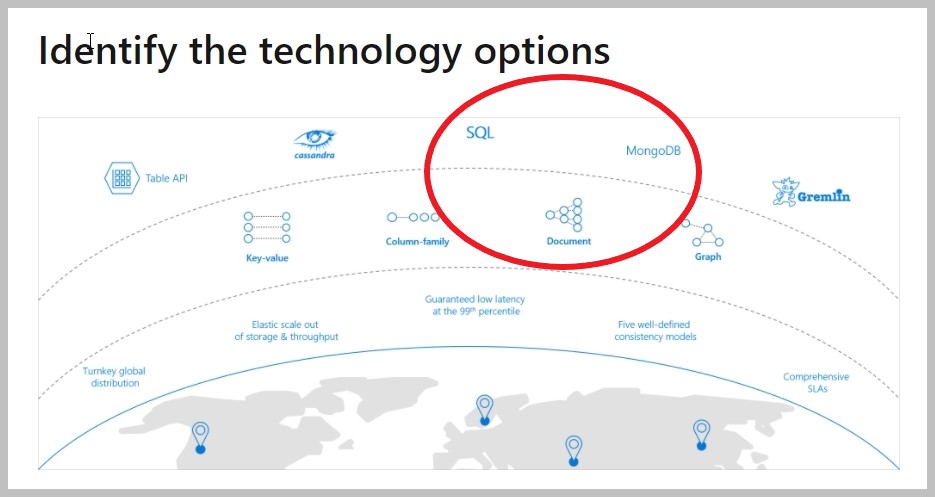 Identify the technology options
Table API
cassandra
SQL
MongoDB
Gremlin
Key-value
Column-family
Document
Graph
Guaranteed low latency
at the 99th percentile
Elastic scale out
of storage & throughput
Five well-defined
consistency models
Turnkey global
distribution
Comprehensive
SLAs